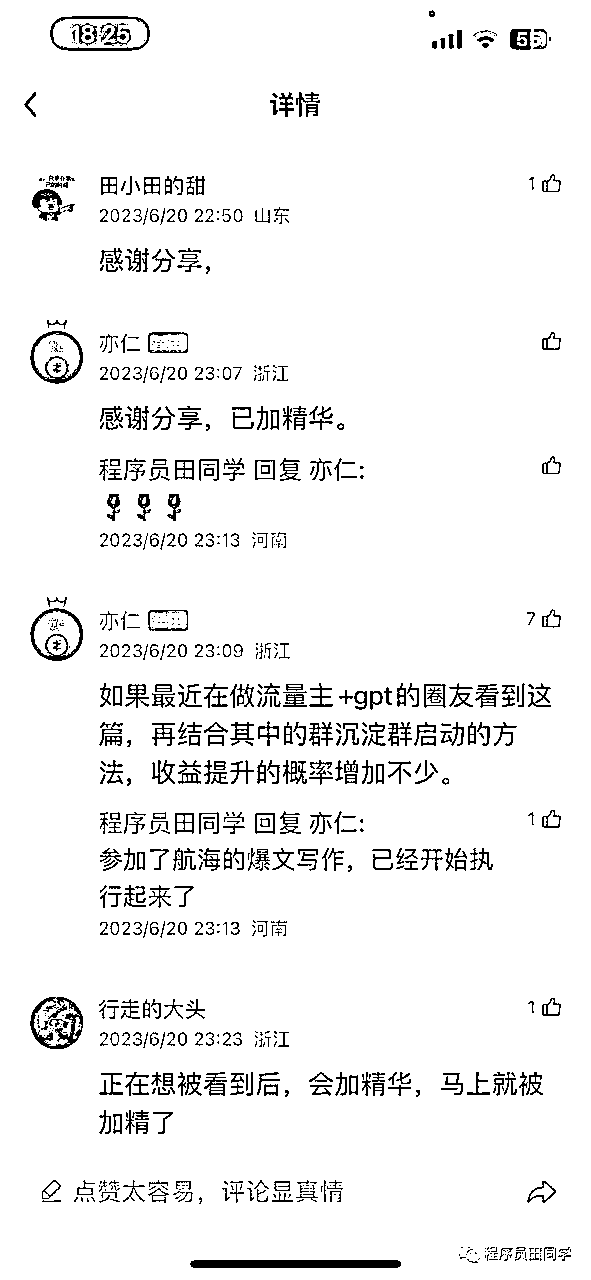 18:25
55
详情
田小田的甜
1
2023/6/20 22:50 山东
感谢分享，
亦仁
2023/6/20 23:07 浙江
感谢分享，已加精华。
程序员田同学 回复 亦仁:
2023/6/20 23:13 河南
亦仁
7
2023/6/20 23:09 浙江
如果最近在做流量主+gpt的圈友看到这
篇，再结合其中的群沉淀群启动的方
法，收益提升的概率增加不少。
程序员田同学 回复 亦仁:
1
参加了航海的爆文写作，已经开始执
行起来了
2023/6/20 23:13 河南
行走的大头
1
2023/6/20 23:23 浙江
正在想被看到后，会加精华，马上就被
加精了
点赞太容易，评论显真情
程序员田同学